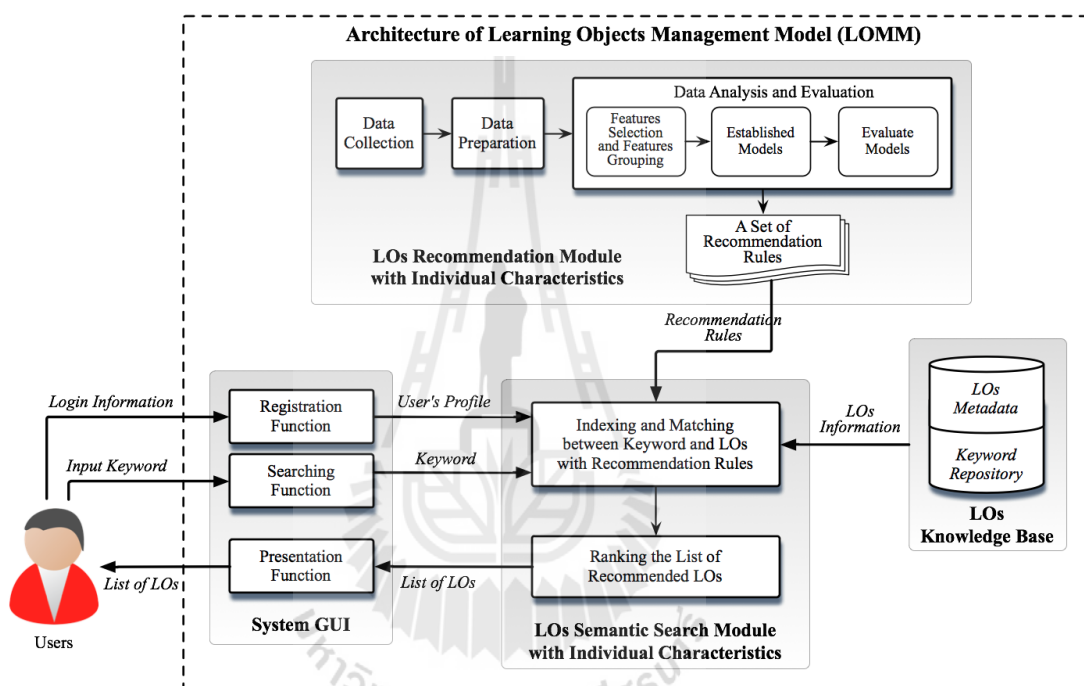 Architecture of Learning Objects Management Model (LOMM)
Data Analysis and Evaluation
Data
Collection
Data
Preparation
Features
Selection
and Features
Grouping
Established
Models
Evaluate
Models
A Set of
Recommendation
Rules
LOs Recommendation Module
with Individual Characteristics
Recommendation
Rules
Login Information
Registration
Function
User's Profile
Indexing and Matching
between Keyword and LOs
with Recommendation Rules
LOs
Information
LOs
Metadata
Keyword
Repository
LOs
Knowledge Base
Input Keyword
Searching
Function
Keyword
Ranking the List of
Recommended LOs
List of LOs
Presentation
Function
List of LOs
Users
System GUI
LOs Semantic Search Module
with Individual Characteristics